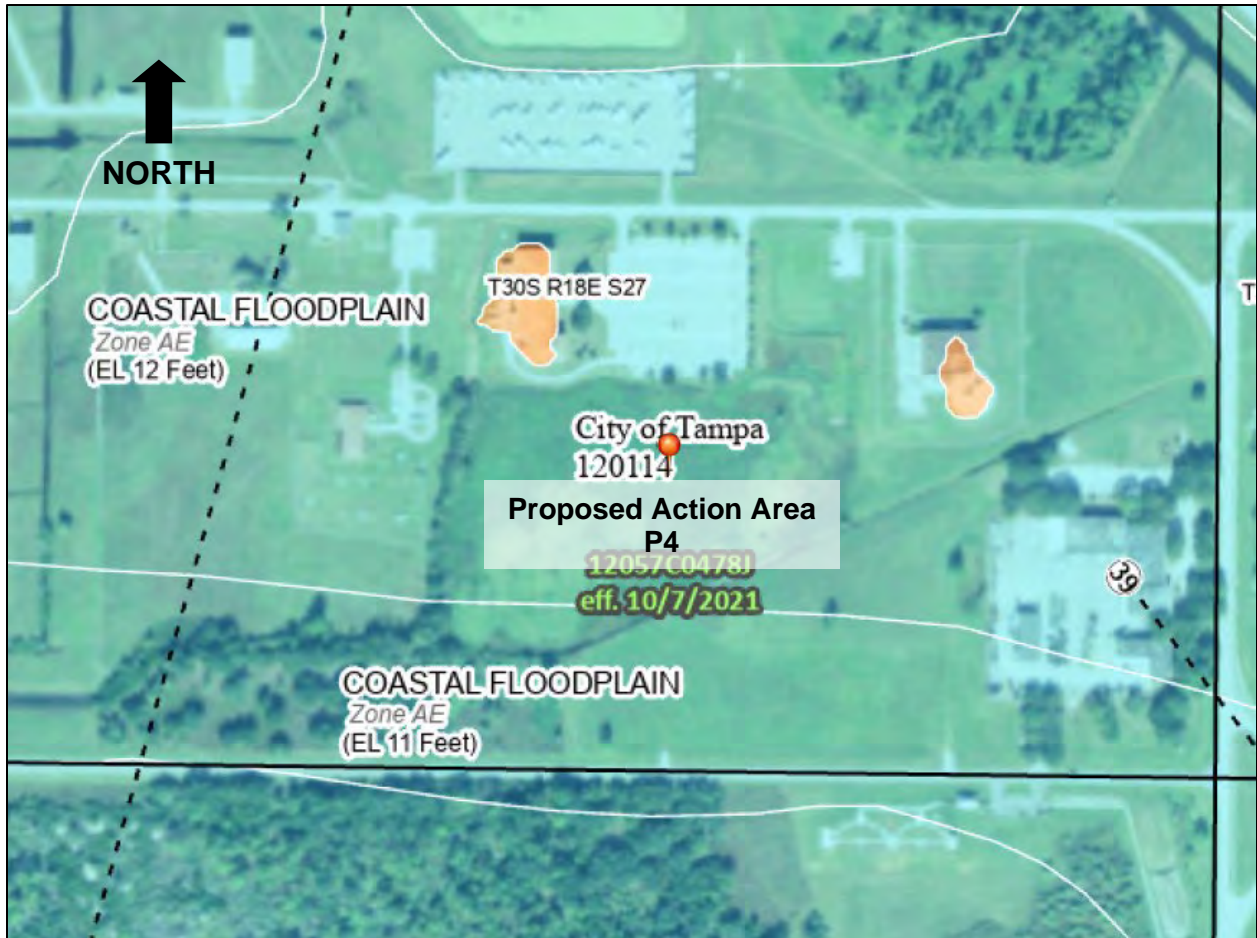 NORTH
T30S R18E S27
T
COASTAL FLOODPLAIN
Zone AE
(EL 12 Feet)
City of Tampa
120114
Proposed Action Area
P4
12057C0478J
eff. 10/7/2021
39
COASTAL FLOODPLAIN
Zone AE
(EL 11 Feet)